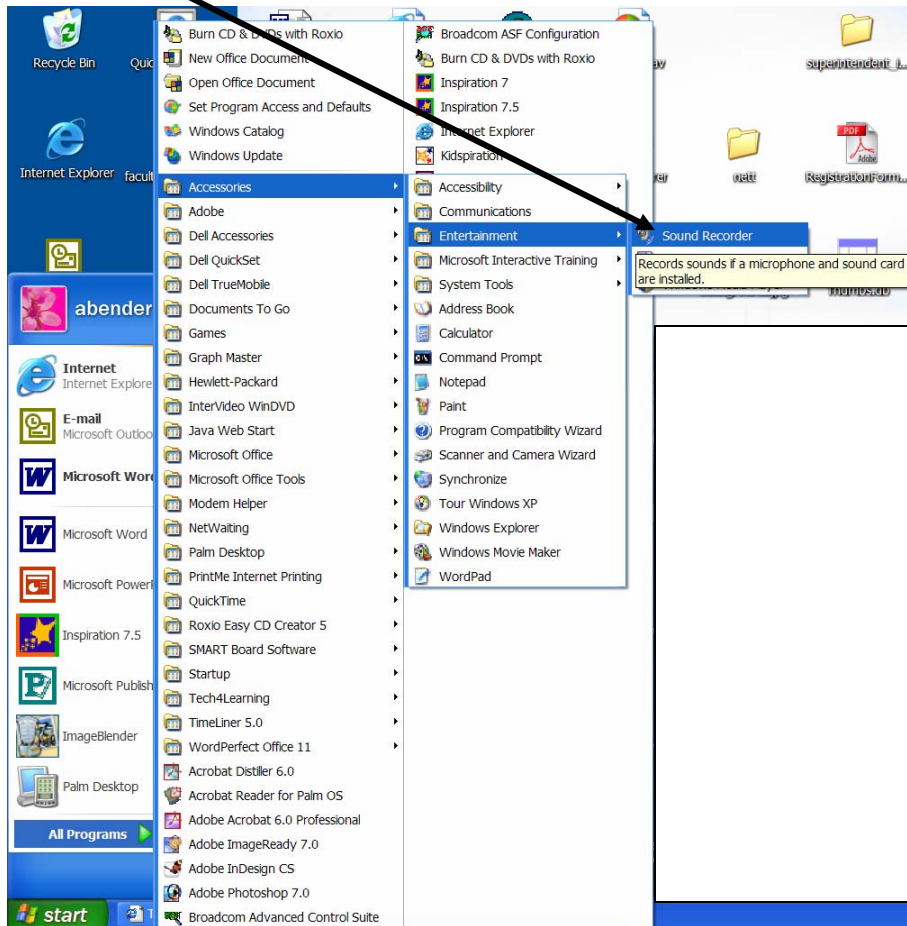 Recycle Bin
Quic
superintendent_i...
Internet Explorer
facult
nett
RegistrationForm...
Burn CD & DVDs with Roxio
New Office Document
Open Office Document
Set Program Access and Defaults
Windows Catalog
Windows Update
Accessories
Adobe
Dell Accessories
Dell QuickSet
Dell TrueMobile
Documents To Go
Games
Graph Master
Hewlett-Packard
InterVideo WinDVD
Java Web Start
Microsoft Office
Microsoft Office Tools
Modem Helper
NetWaiting
Palm Desktop
PrintMe Internet Printing
QuickTime
Roxio Easy CD Creator 5
SMART Board Software
Startup
Tech4Learning
TimeLiner 5.0
WordPerfect Office 11
Acrobat Distiller 6.0
Acrobat Reader for Palm OS
Adobe Acrobat 6.0 Professional
Adobe ImageReady 7.0
Adobe InDesign CS
Adobe Photoshop 7.0
Broadcom Advanced Control Suite
Broadcom ASF Configuration
Burn CD & DVDs with Roxio
Inspiration 7
Inspiration 7.5
Internet Explorer
Kidspiration
Accessibility
Communications
Entertainment
Microsoft Interactive Training
System Tools
Address Book
Calculator
Command Prompt
Notepad
Paint
Program Compatibility Wizard
Scanner and Camera Wizard
Synchronize
Tour Windows XP
Windows Explorer
Windows Movie Maker
WordPad
Sound Recorder
Records sounds if a microphone and sound card
are installed.
Thumbs.db
abender
Internet
Internet Explore
E-mail
Microsoft Outloo
Microsoft Wor
Microsoft Word
Microsoft PowerP
Inspiration 7.5
Microsoft Publish
ImageBlender
Palm Desktop
All Programs
start